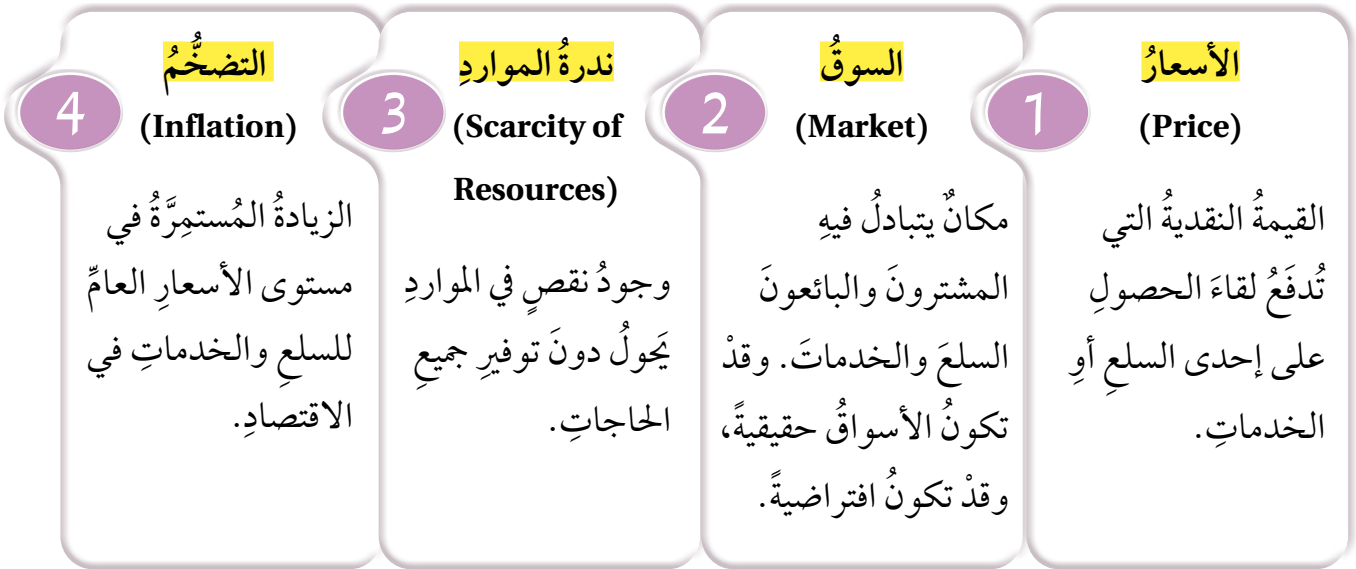 الأسعارُ
(Price)
1
القيمةُ النقديةُ التي
تُدفَعُ لقاءَ الحصولِ
على إحدى السلعِ أوِ
الخدماتِ.
السوقُ
(Market)
2
مكانٌ يتبادلُ فيهِ
المشترونَ والبائعونَ
السلعَ والخدماتَ. وقدْ
تكونُ الأسواقُ حقيقيةً،
وقدْ تكونُ افتراضيةً.
ندرةُ المواردِ
(Scarcity of
Resources)
3
وجودُ نقصٍ في المواردِ
يَحولُ دونَ توفيرِ جميعِ
الحاجاتِ.
التضخُّمُ
(Inflation)
4
الزيادةُ المُستمِرَّةُ في
مستوى الأسعارِ العامِّ
للسلعِ والخدماتِ في
الاقتصادِ.